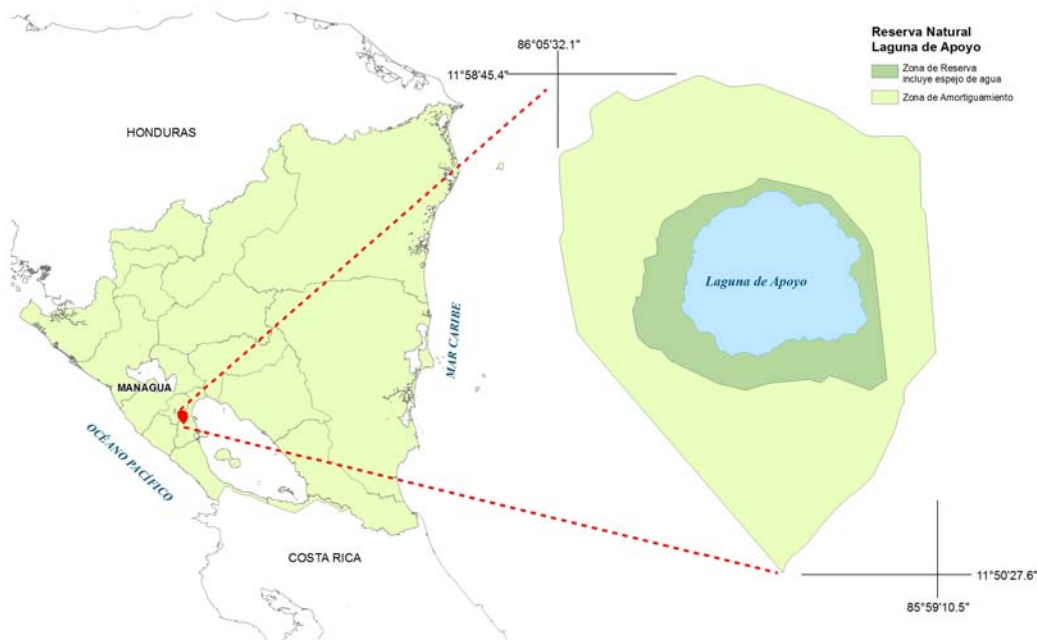 HONDURAS
MANAGUA
OCÉANO PACÍFICO
MAR CARIBE
COSTA RICA
86°05'32.1"
11°58'45.4"
Reserva Natural
Laguna de Apoyo
Zona de Reserva
incluye espejo de agua
Zona de Amortiguamiento
Laguna de Apoyo
11°50'27.6"
85°59'10.5"